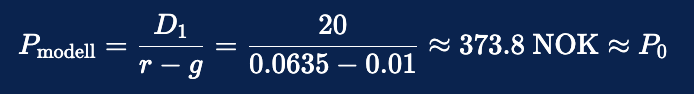 P_modell = D_1 / (r − g) = 20 / (0.0635 − 0.01) ≈ 373.8 NOK ≈ P_0